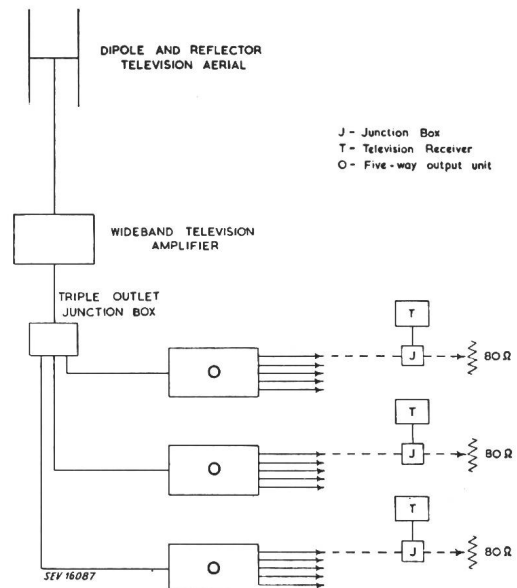 DIPOLE AND REFLECTOR
TELEVISION AERIAL
J - Junction Box
T - Television Receiver
O - Five-way output unit
WIDEBAND TELEVISION
AMPLIFIER
TRIPLE OUTLET
JUNCTION BOX
T
O
J
80 Ω
T
O
J
80 Ω
T
O
J
80 Ω
SEV 16087